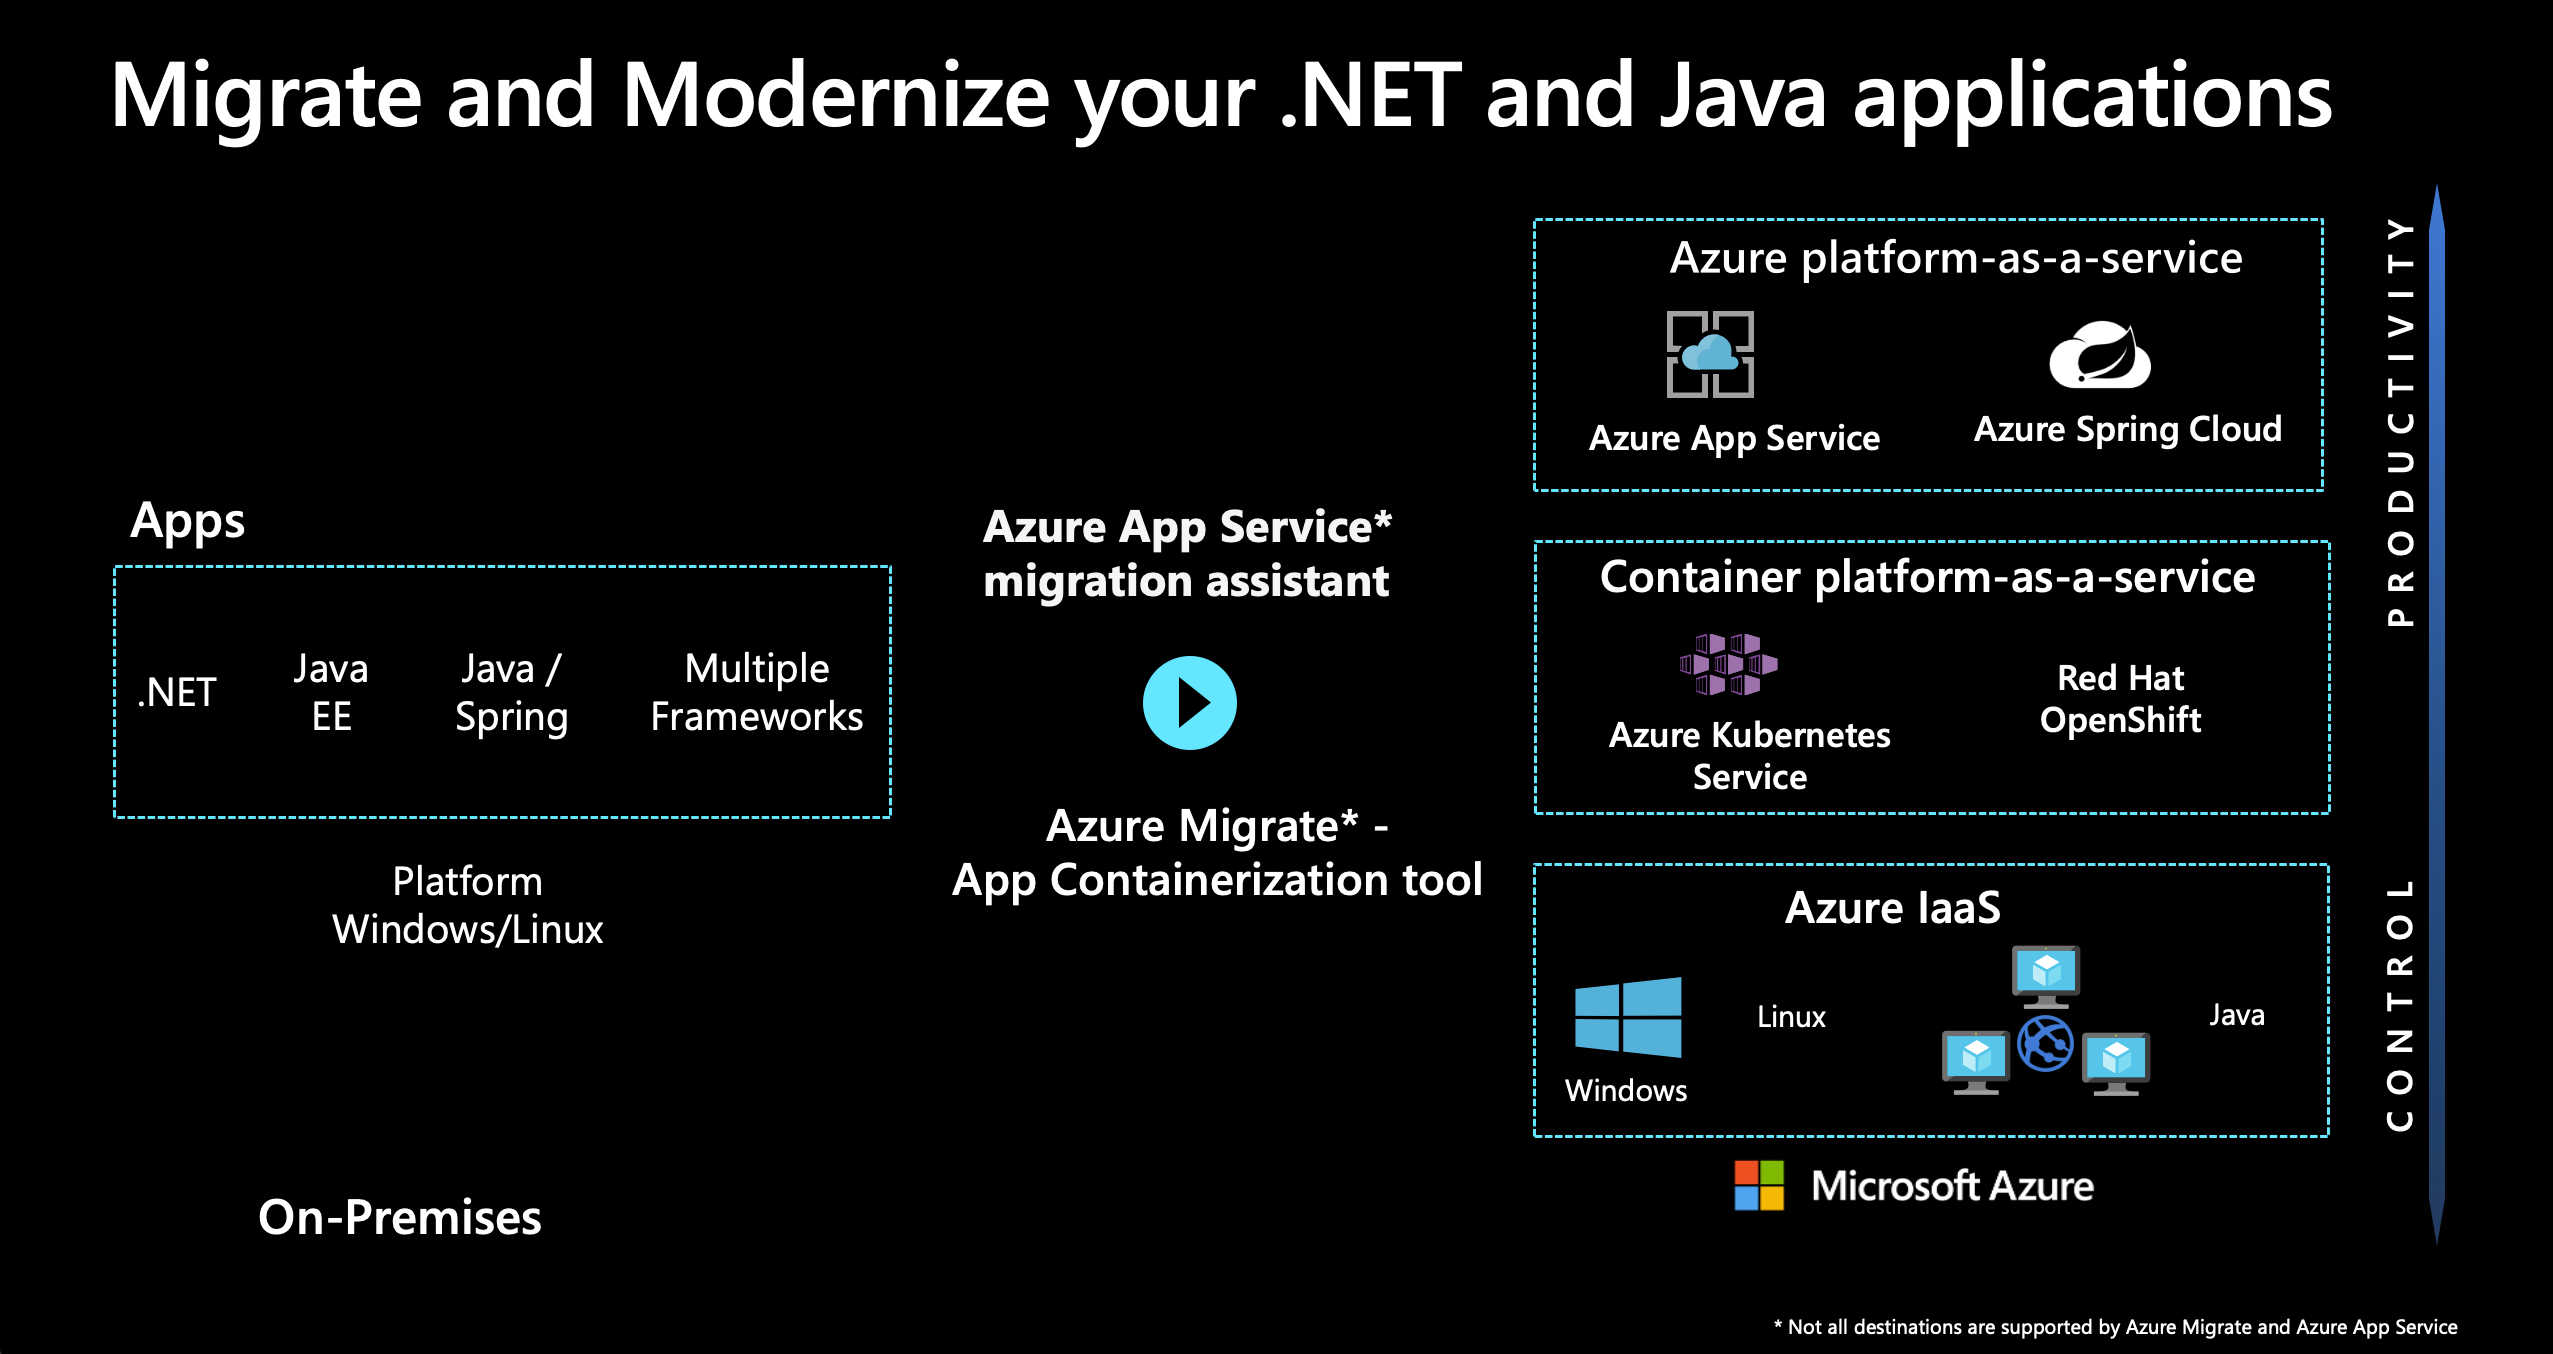 Migrate and Modernize your .NET and Java applications
Apps
.NET
Java
EE
Java /
Spring
Multiple
Frameworks
Platform
Windows/Linux
On-Premises
Azure App Service*
migration assistant
Azure Migrate* -
App Containerization tool
Azure platform-as-a-service
Azure App Service
Azure Spring Cloud
Container platform-as-a-service
Azure Kubernetes
Service
Red Hat
OpenShift
Azure IaaS
Windows
Linux
Java
Microsoft Azure
PRODUCTIVITY
CONTROL
* Not all destinations are supported by Azure Migrate and Azure App Service